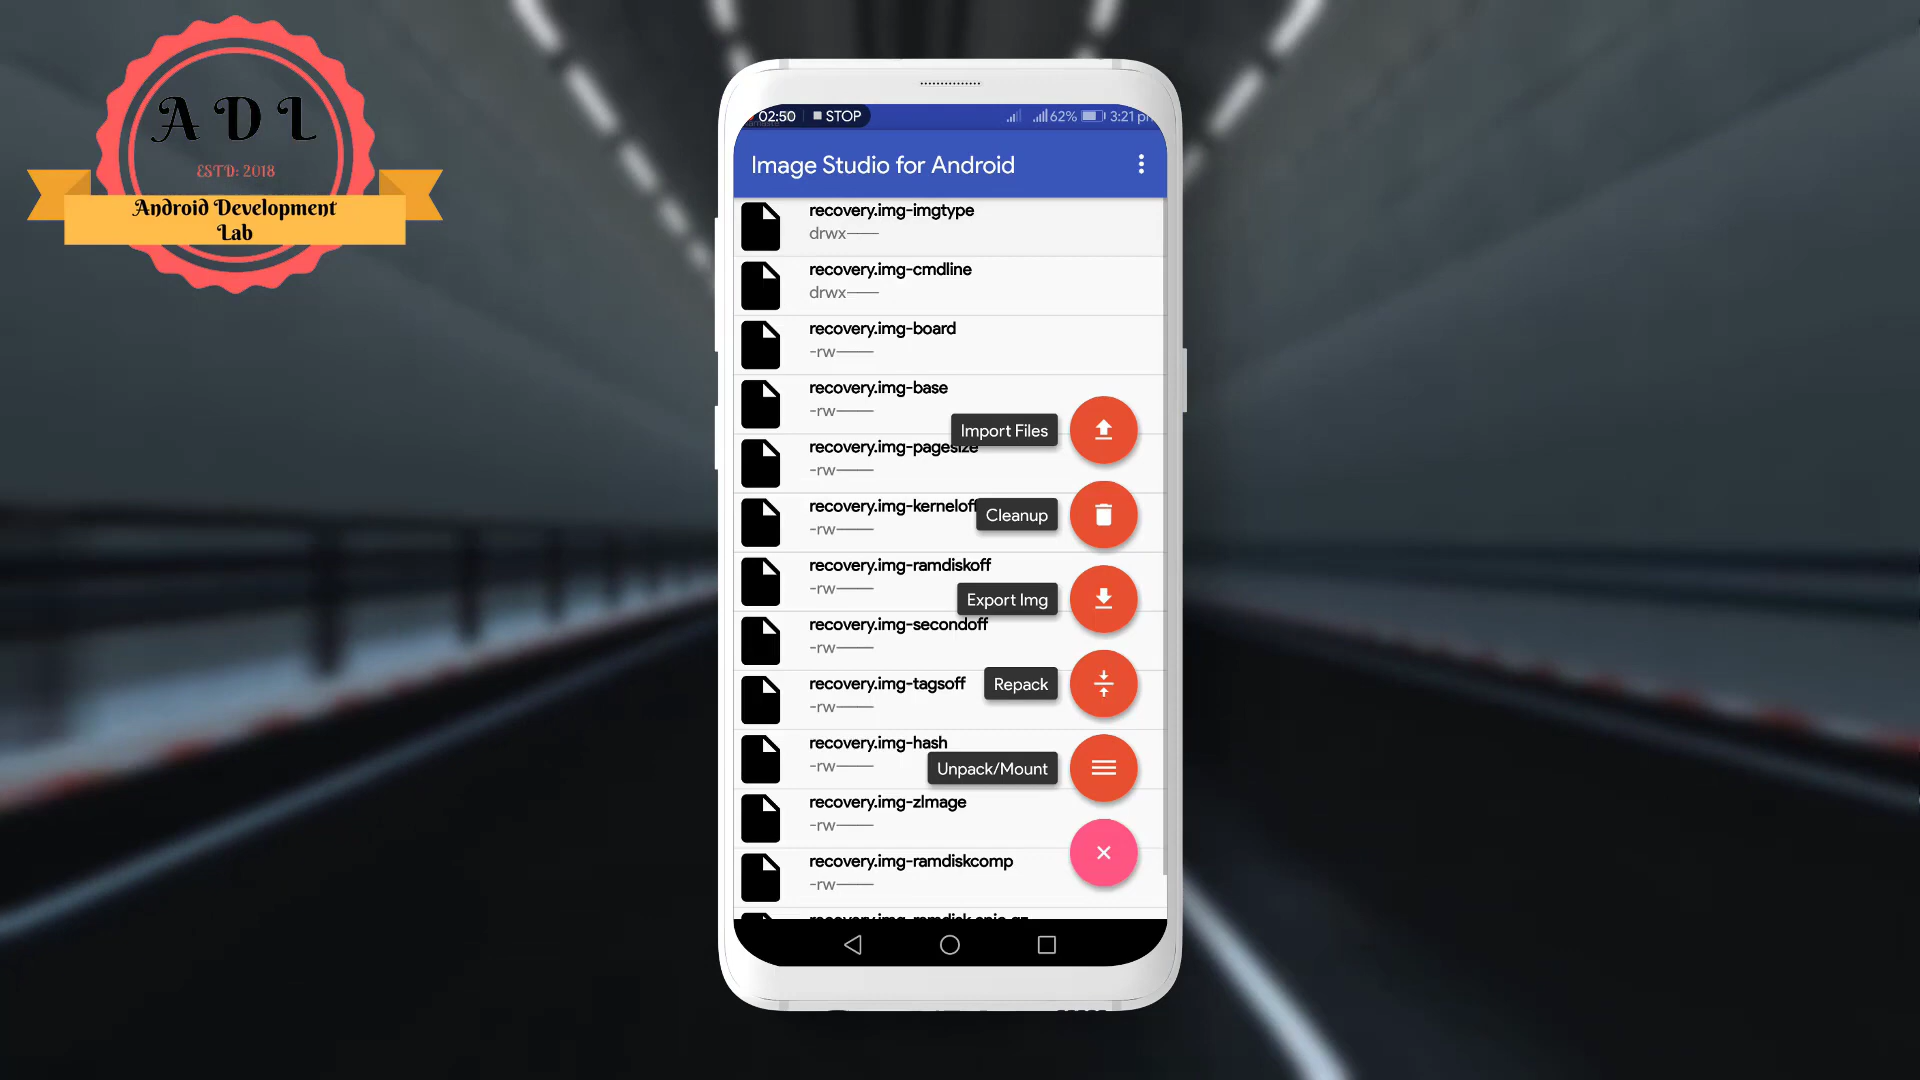 A D L
ESTD: 2018
Android Development
Lab
02:50 STOP 62% 3:21 pm
Image Studio for Android
recovery.img-imgtype
drwx——
recovery.img-cmdline
drwx——
recovery.img-board
-rw——
recovery.img-base
-rw——
Import Files
recovery.img-pagesize
-rw——
recovery.img-kerneloff
Cleanup
-rw——
recovery.img-ramdiskoff
-rw——
Export Img
recovery.img-secondoff
-rw——
recovery.img-tagsoff
Repack
-rw——
recovery.img-hash
-rw——
Unpack/Mount
recovery.img-zImage
-rw——
recovery.img-ramdiskcomp
-rw——